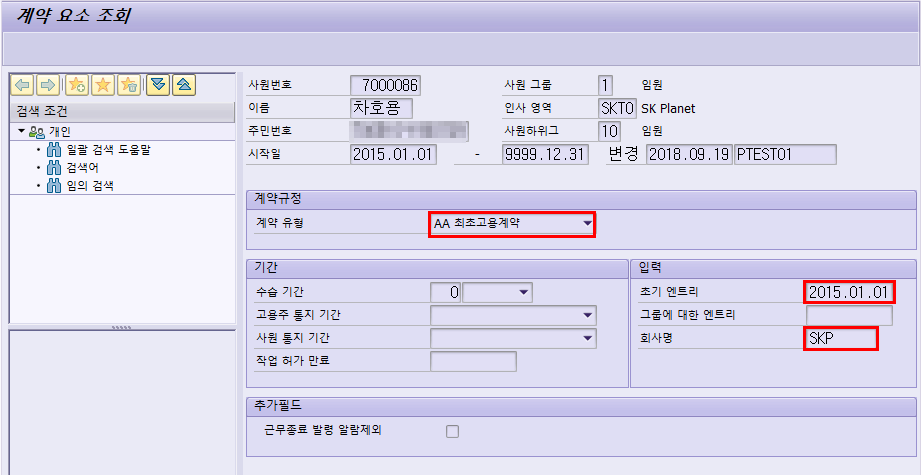 계약 요소 조회
검색 조건
개인
일괄 검색 도움말
검색어
임의 검색
사원번호 7000086 사원 그룹 1 임원
이름 차호용 인사 영역 SKT0 SK Planet
주민번호 사원하위그 10 임원
시작일 2015.01.01 - 9999.12.31 변경 2018.09.19 PTEST01
계약규정
계약 유형 AA 최초고용계약
기간
수습 기간 0
고용주 통지 기간
사원 통지 기간
작업 허가 만료
입력
초기 엔트리 2015.01.01
그룹에 대한 엔트리
회사명 SKP
추가필드
근무종료 발령 알람제외